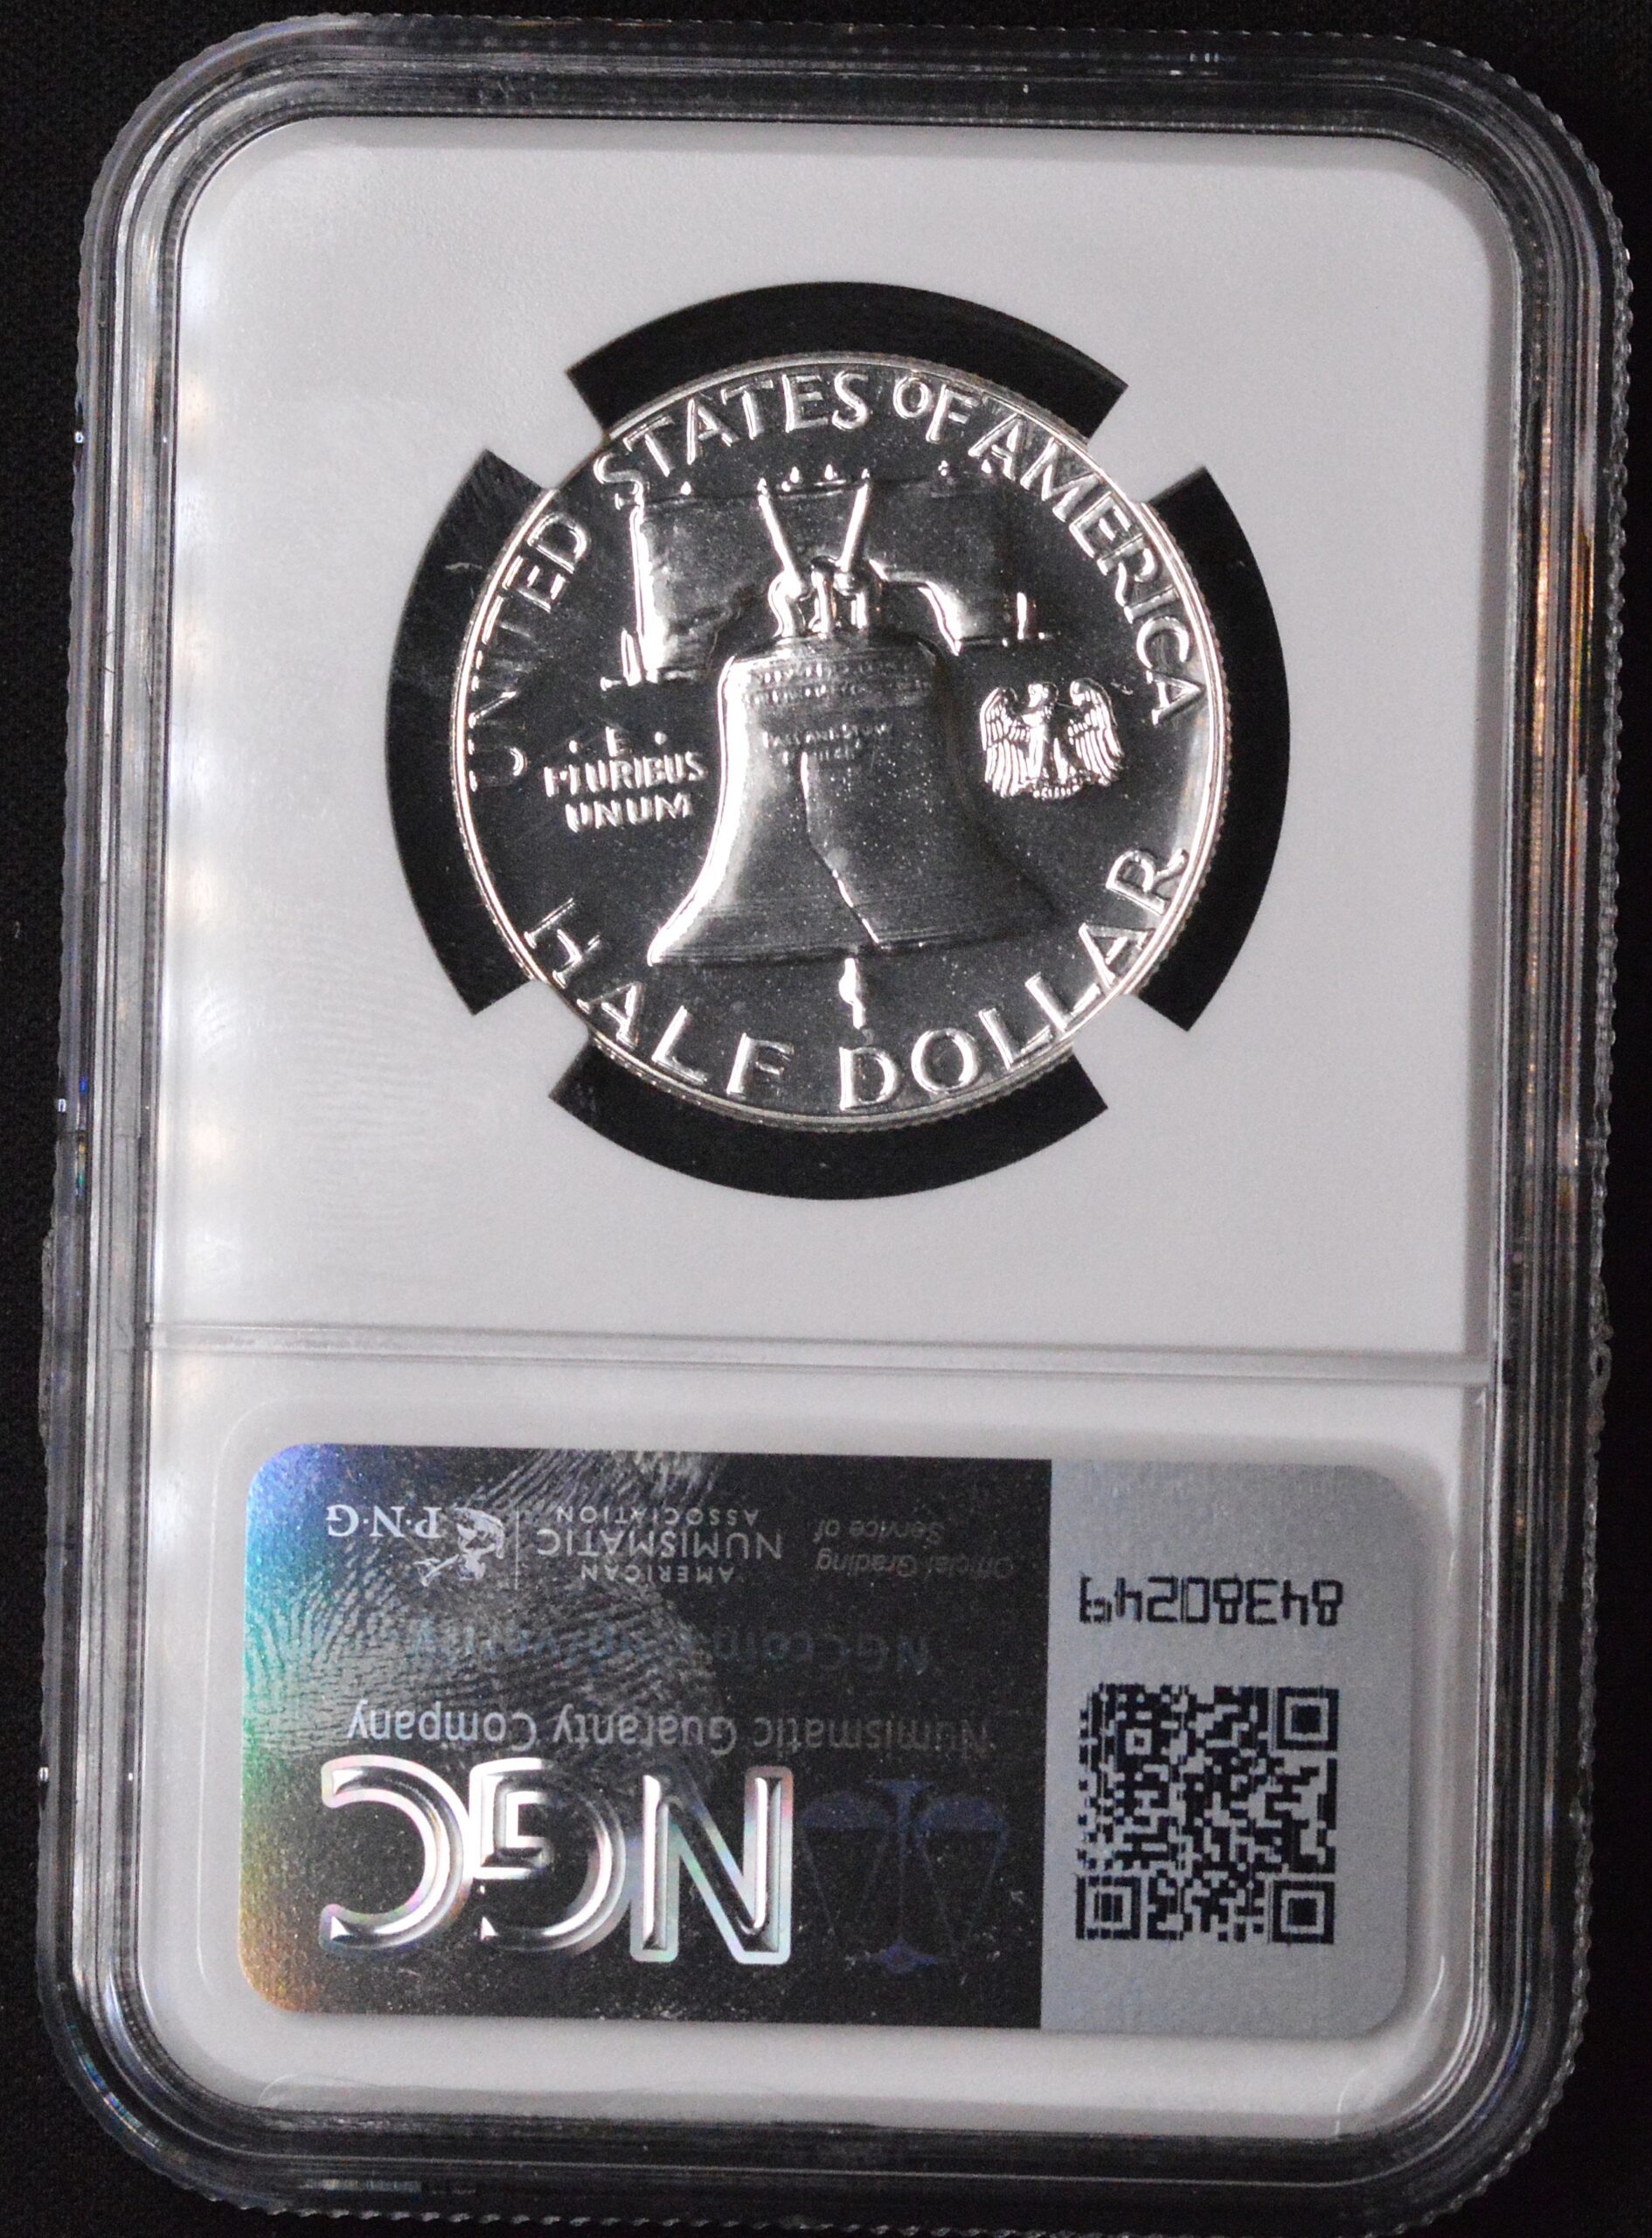 UNITED STATES OF AMERICA
· E ·
PLURIBUS
UNUM
HALF DOLLAR
NGC
Numismatic Guaranty Company
Official Grading
Service of
AMERICAN
NUMISMATIC
ASSOCIATION
P·N·G
84380249